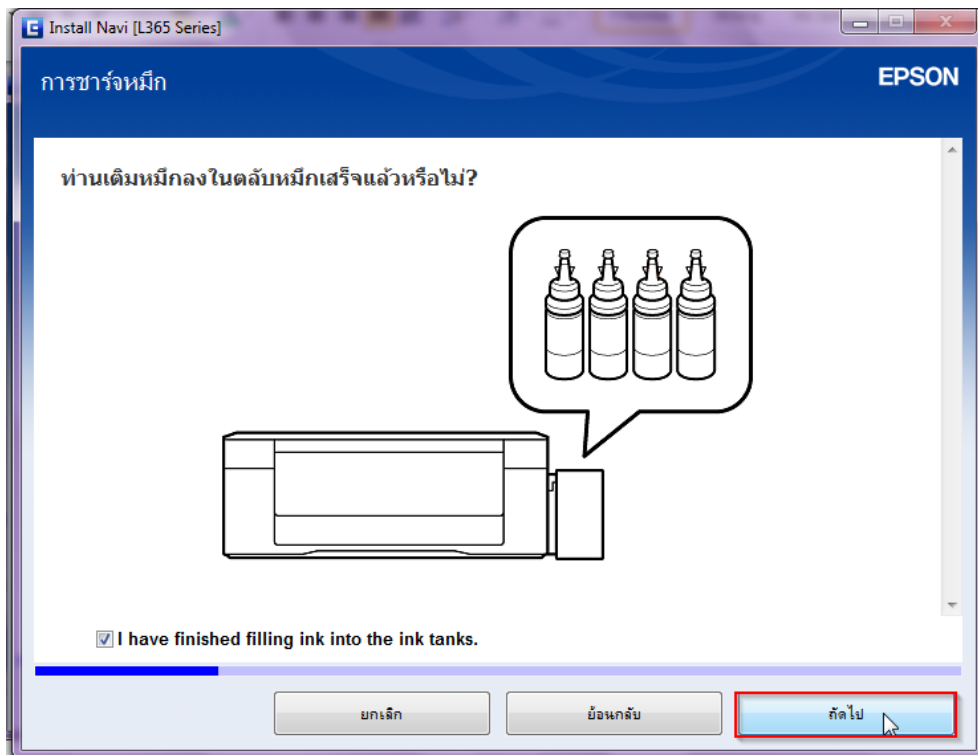 Install Navi [L365 Series]
การชาร์จหมึก
EPSON
ท่านเติมหมึกลงในตลับหมึกเสร็จแล้วหรือไม่?
I have finished filling ink into the ink tanks.
ยกเลิก
ย้อนกลับ
ถัดไป